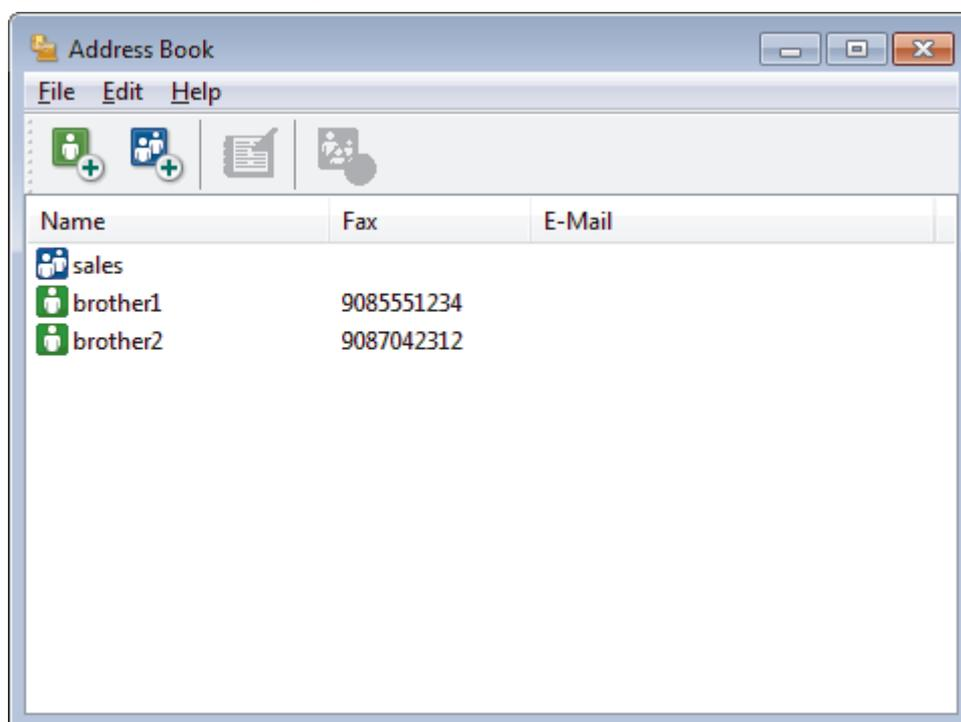 Address Book
File Edit Help
Name Fax E-Mail
sales
brother1 9085551234
brother2 9087042312